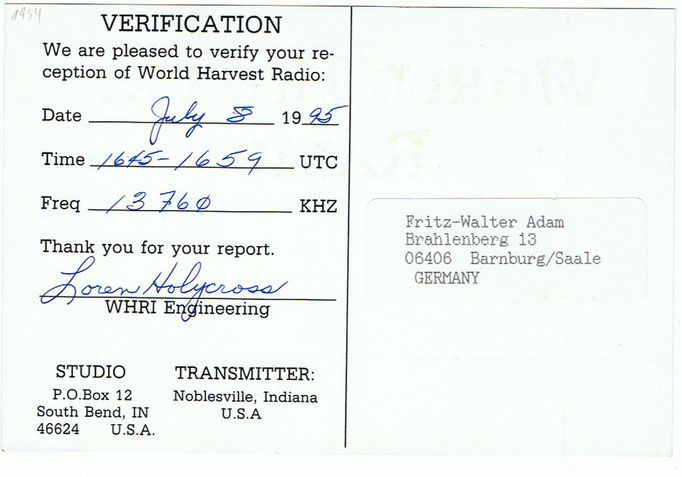 1954
VERIFICATION
We are pleased to verify your re-
ception of World Harvest Radio:
Date July 8 1995
Time 1645-1659 UTC
Freq 13760 KHZ
Thank you for your report.
Loren Holycross
WHRI Engineering
STUDIO
P.O.Box 12
South Bend, IN
46624 U.S.A.
TRANSMITTER:
Noblesville, Indiana
U.S.A
Fritz-Walter Adam
Brahlenberg 13
06406 Barnburg/Saale
GERMANY